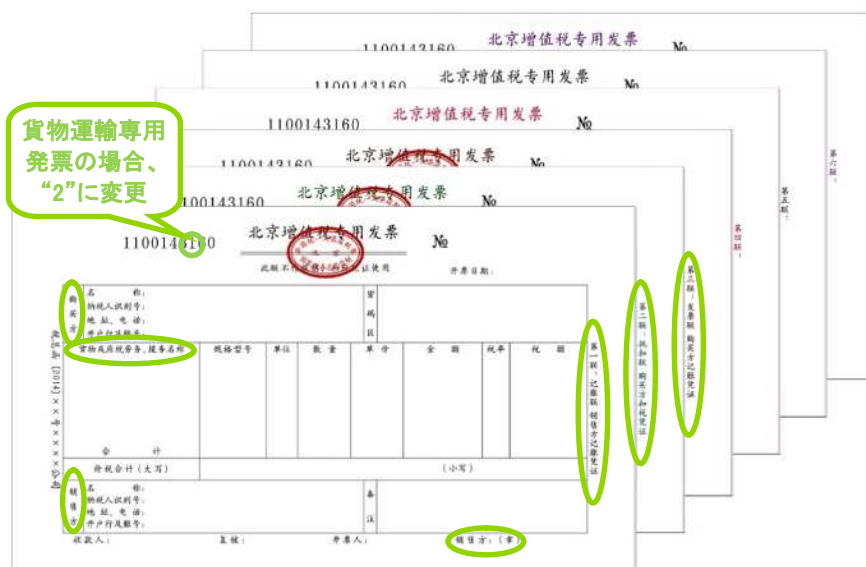 北京增值税专用发票
1100143160
№
北京增值税专用发票
1100143160
№
北京增值税专用发票
1100143160
№
北京增值税专用发票
1100143160
№
北京增值税专用发票
1100143160
№
貨物運輸専用
発票の場合、
“2”に変更
北京增值税专用发票
1100143160
№
开票日期:
购买方
名 称:
纳税人识别号:
地 址、电 话:
开户行及账号:
密码区
货物或应税劳务、服务名称
规格型号
单位
数 量
单 价
金 额
税率
税 额
合 计
价税合计(大写)
(小写)
销售方
名 称:
纳税人识别号:
地 址、电 话:
开户行及账号:
备注
收款人:
复核:
开票人:
销售方:(章)
第一联:记账联 销售方记账凭证
第二联:抵扣联 购买方扣税凭证
第三联:发票联 购买方记账凭证
第四联:
第五联:
第六联: